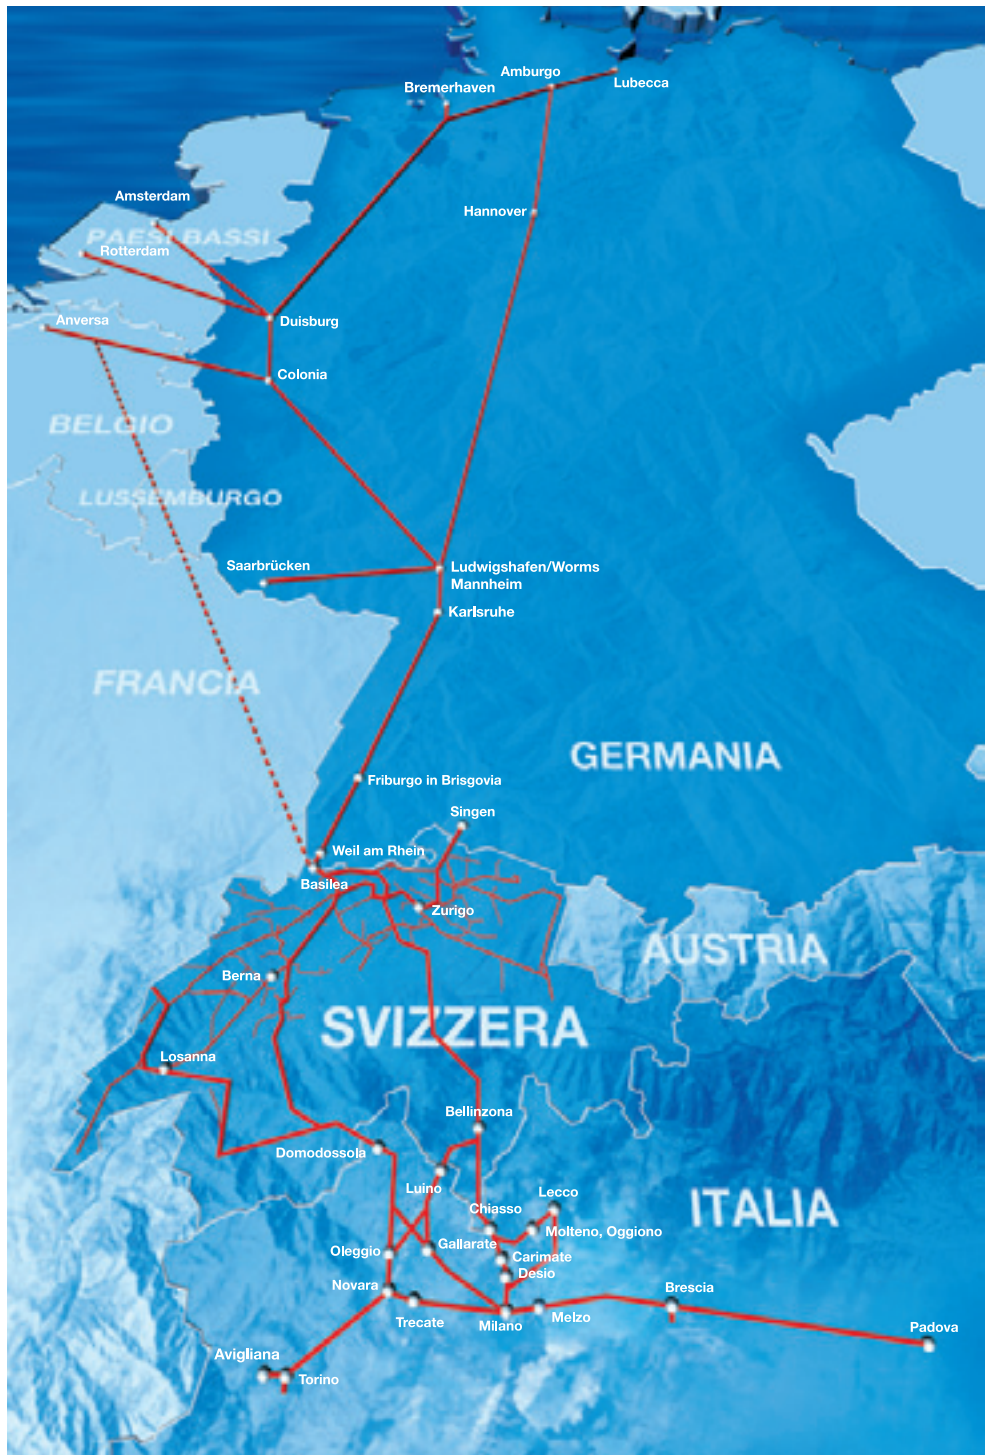 Amburgo
Lubecca
Bremerhaven
Amsterdam
Hannover
PAESI BASSI
Rotterdam
Anversa
Duisburg
Colonia
BELGIO
LUSSEMBURGO
Saarbrücken
Ludwigshafen/Worms
Mannheim
Karlsruhe
FRANCIA
GERMANIA
Friburgo in Brisgovia
Singen
Weil am Rhein
Basilea
Zurigo
AUSTRIA
Berna
SVIZZERA
Losanna
Bellinzona
Domodossola
Luino
Lecco
Chiasso
ITALIA
Molteno, Oggiono
Gallarate
Oleggio
Carimate
Desio
Novara
Brescia
Trecate
Milano
Melzo
Padova
Avigliana
Torino